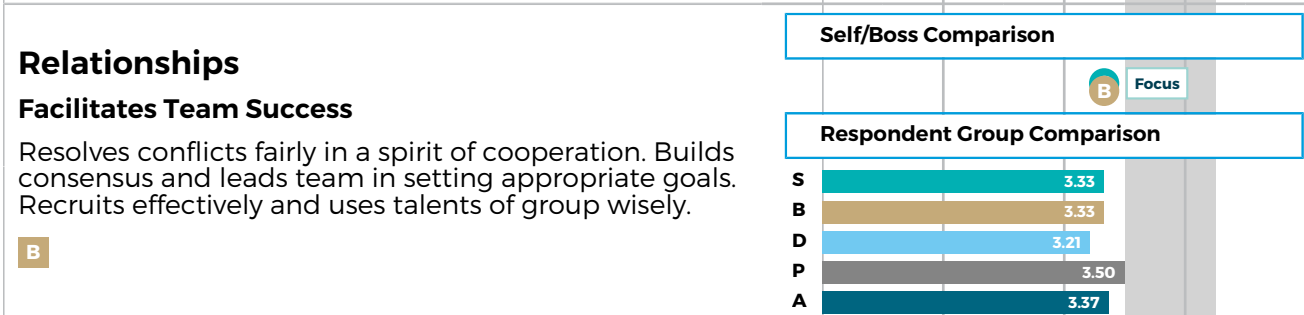 Relationships
Facilitates Team Success
Resolves conflicts fairly in a spirit of cooperation. Builds
consensus and leads team in setting appropriate goals.
Recruits effectively and uses talents of group wisely.
B
Self/Boss Comparison
B
Focus
Respondent Group Comparison
S 3.33
B 3.33
D 3.21
P 3.50
A 3.37